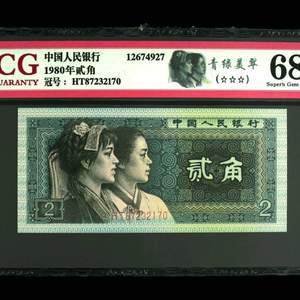 CG
UARANTY
中国人民银行
1980年贰角
冠号： HT87232170
12674927
青绿美翠
(☆☆☆)
68
Superb Gem
中国人民银行
贰角
HT87232170
2
2